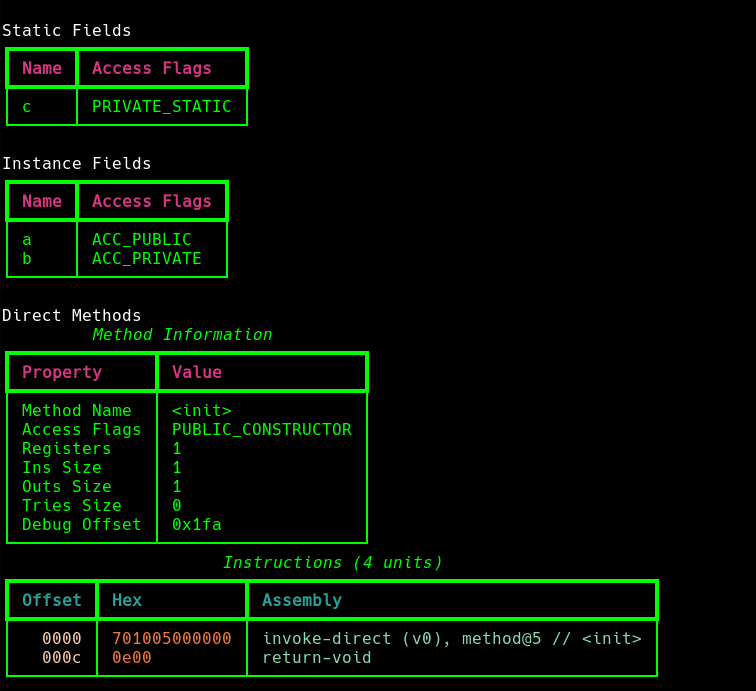 Static Fields
Name Access Flags
c PRIVATE_STATIC
Instance Fields
Name Access Flags
a ACC_PUBLIC
b ACC_PRIVATE
Direct Methods
Method Information
Property Value
Method Name <init>
Access Flags PUBLIC_CONSTRUCTOR
Registers 1
Ins Size 1
Outs Size 1
Tries Size 0
Debug Offset 0x1fa
Instructions (4 units)
Offset Hex Assembly
0000 701005000000 invoke-direct (v0), method@5 // <init>
000c 0e00 return-void